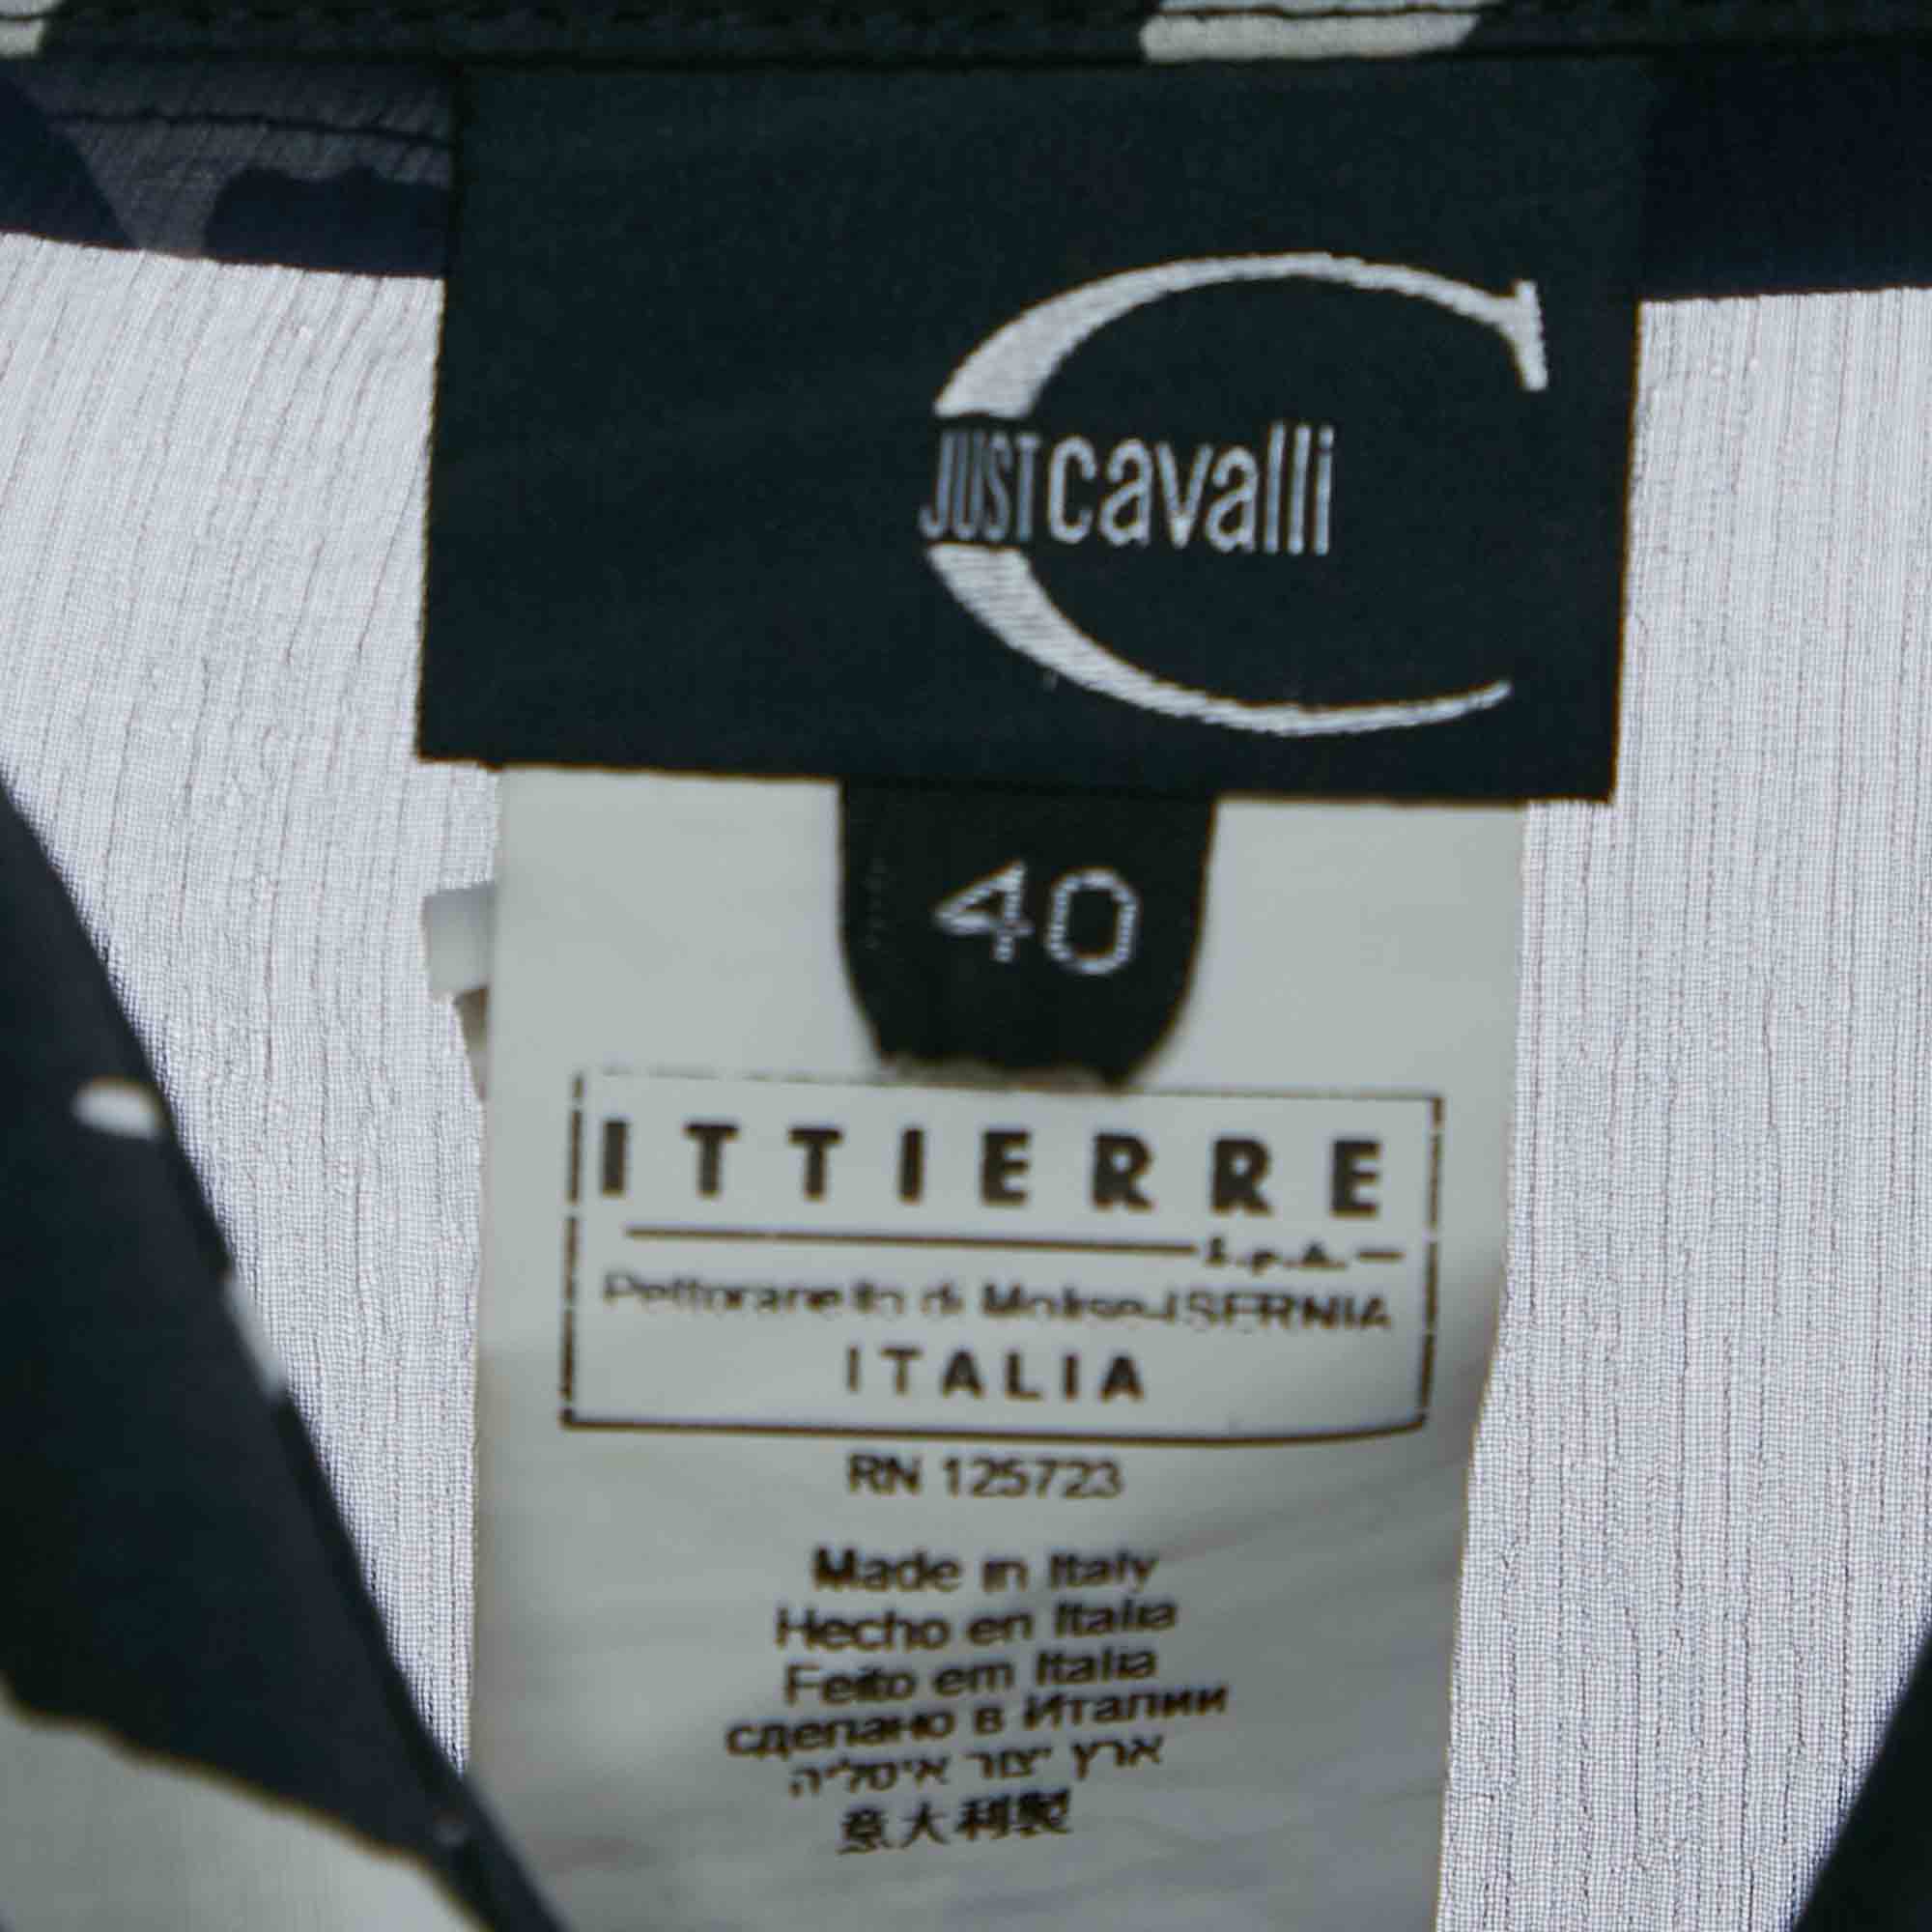 C
JUST cavalli
40
ITTIERRE
S.p.A.
Pettoranello di Molise-ISERNIA
ITALIA
RN 125723
Made in Italy
Hecho en Italia
Feito em Italia
сделано в Италии
ארץ יצור איטליה
意大利製